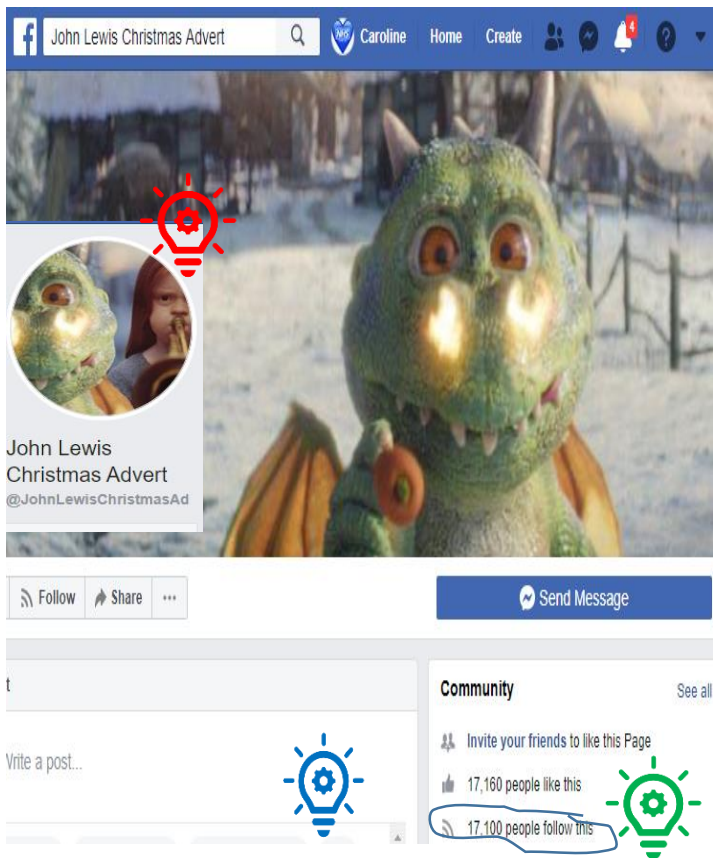 f John Lewis Christmas Advert NHS Caroline Home Create 4 ?
John Lewis
Christmas Advert
@JohnLewisChristmasAd
Follow Share ... Send Message
t
Write a post...
Community See all
Invite your friends to like this Page
17,160 people like this
17,100 people follow this